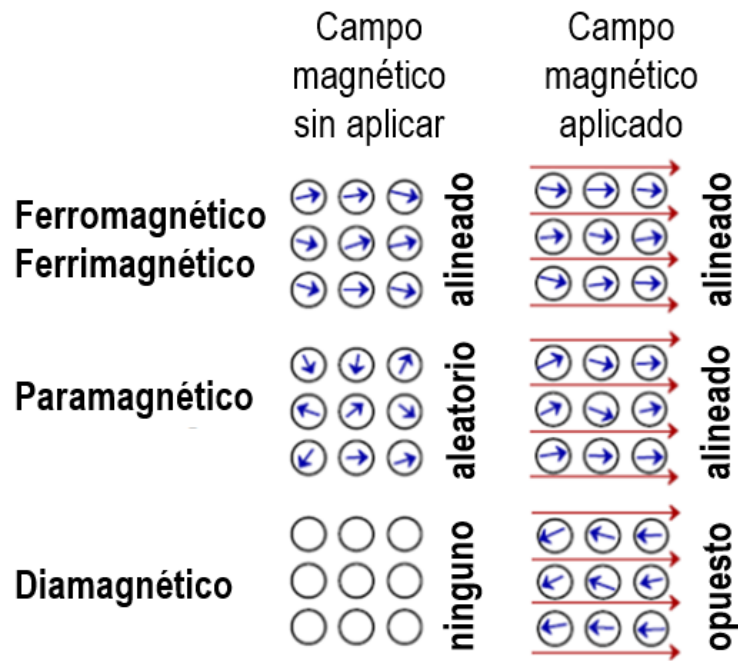 Campo
magnético
sin aplicar
Campo
magnético
aplicado
Ferromagnético
Ferrimagnético
alineado
alineado
Paramagnético
aleatorio
alineado
Diamagnético
ninguno
opuesto